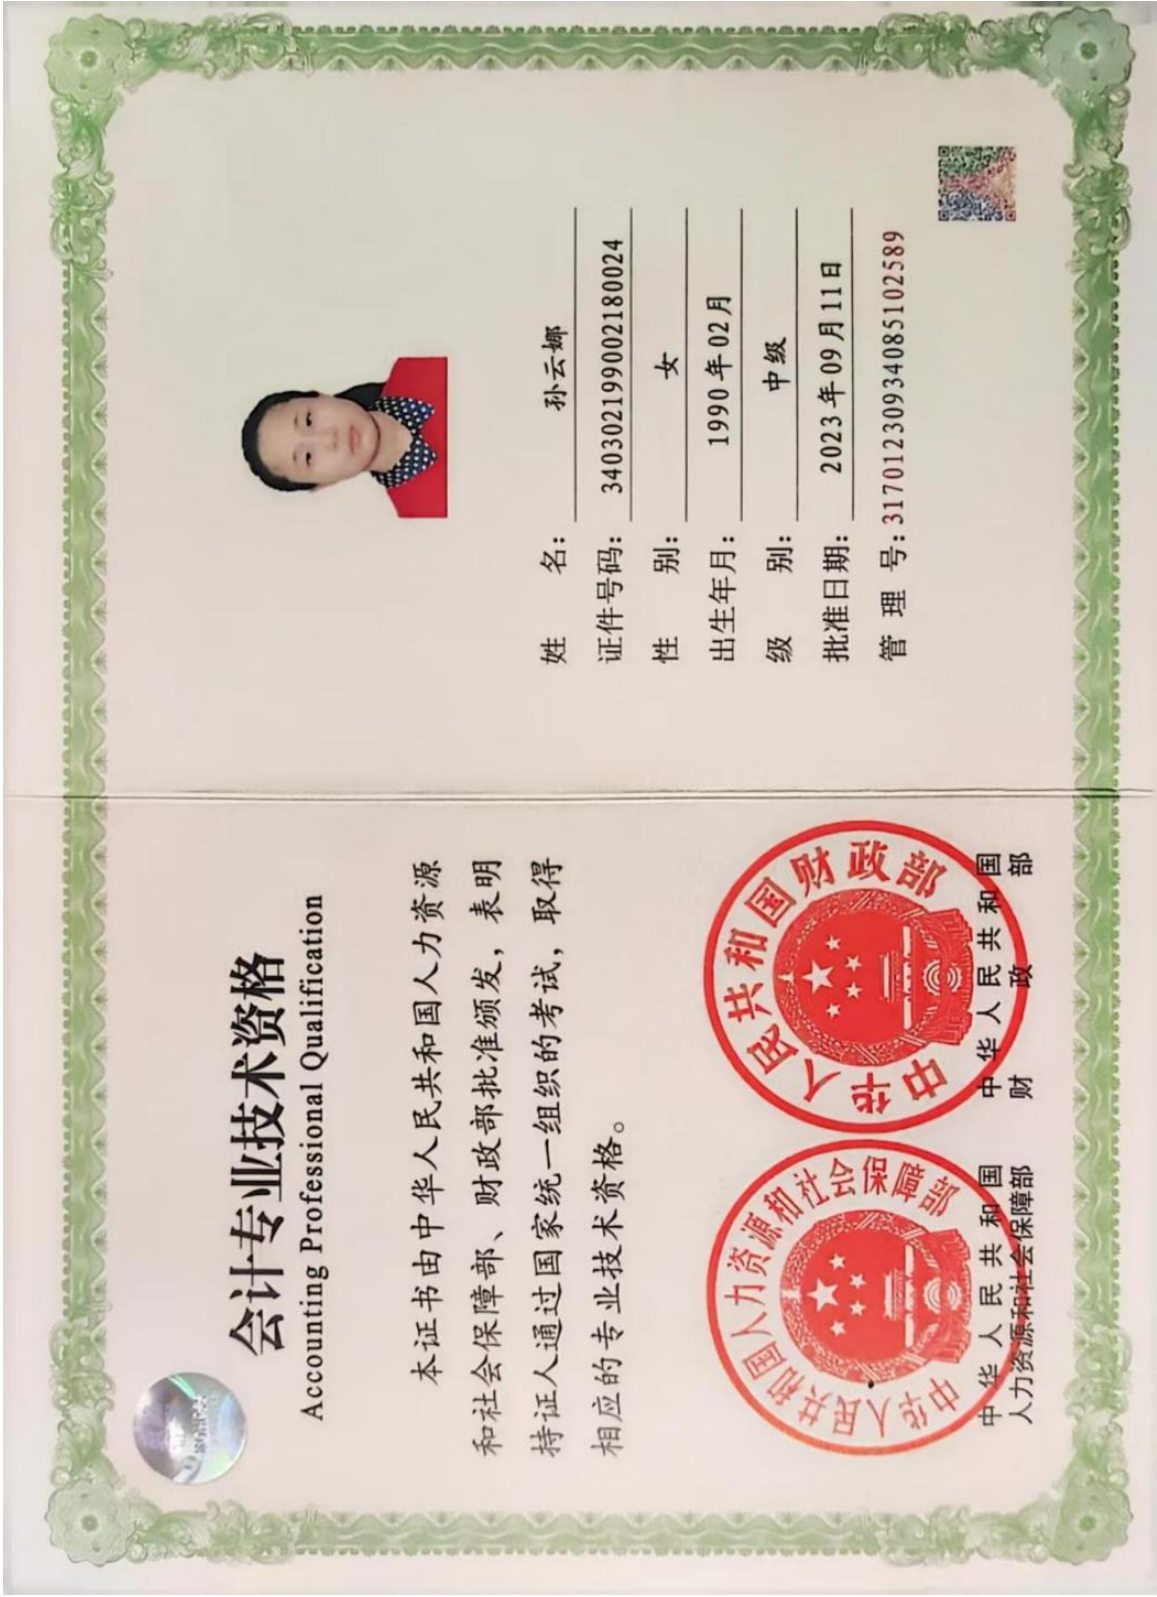 会计专业技术资格
Accounting Professional Qualification
本证书由中华人民共和国人力资源
和社会保障部、财政部批准颁发，表明
持证人通过国家统一组织的考试，取得
相应的专业技术资格。
中华人民共和国人力资源和社会保障部
中华人民共和国
人力资源和社会保障部
中华人民共和国财政部
中华人民共和国
财政部
姓名：孙云娜
证件号码：340302199002180024
性别：女
出生年月：1990年02月
级别：中级
批准日期：2023年09月11日
管理号：31701230934085102589